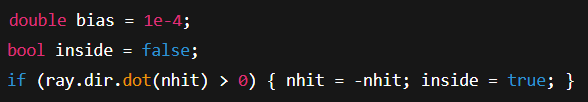 double bias = 1e-4;
bool inside = false;
if (ray.dir.dot(nhit) > 0) { nhit = -nhit; inside = true; }